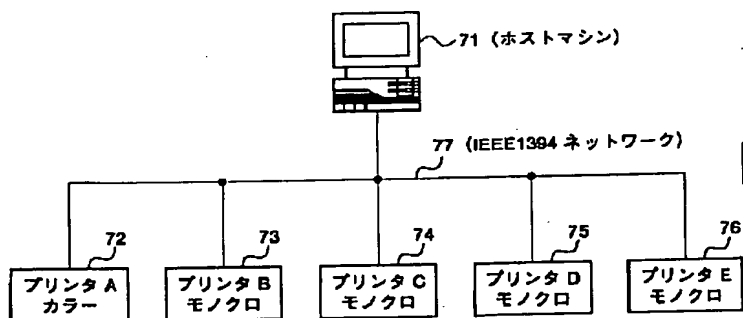 71 (ホストマシン)
77 (IEEE1394 ネットワーク)
72
73
74
75
76
プリンタ A
カラー
プリンタ B
モノクロ
プリンタ C
モノクロ
プリンタ D
モノクロ
プリンタ E
モノクロ